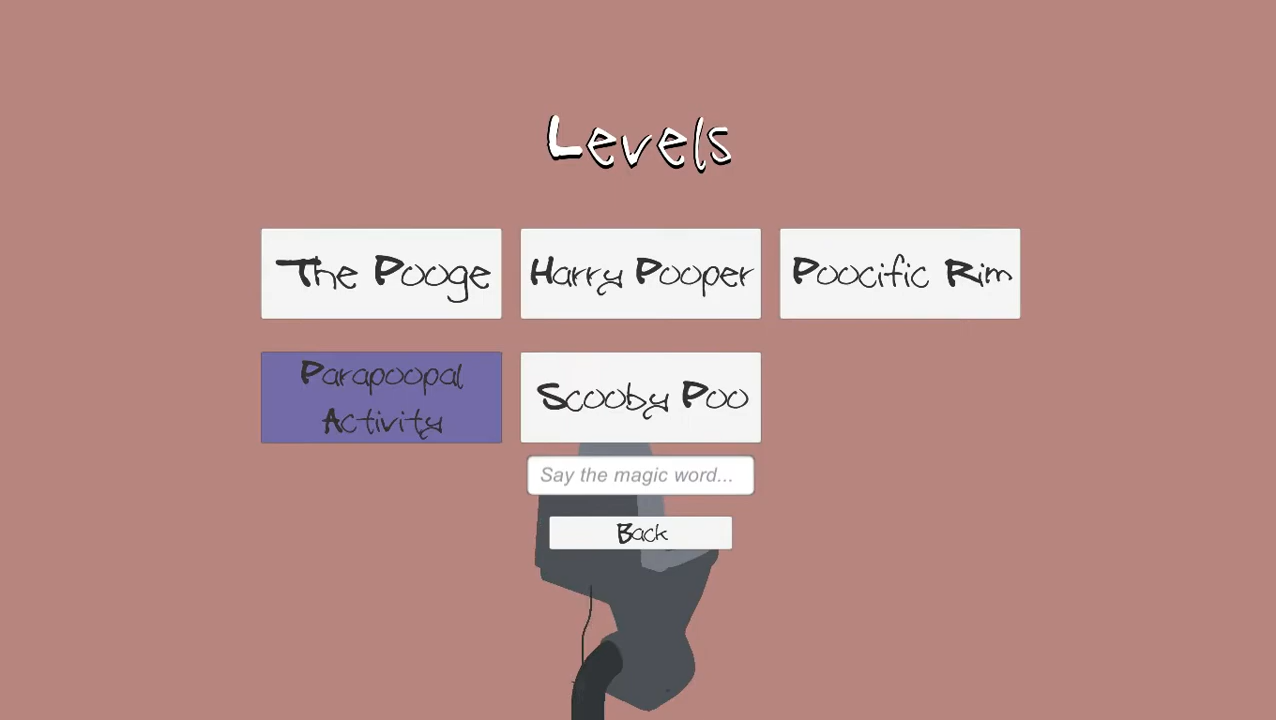 Levels
The Pooge
Harry Pooper
Poocific Rim
Parapoopal
Activity
Scooby Poo
Say the magic word...
Back